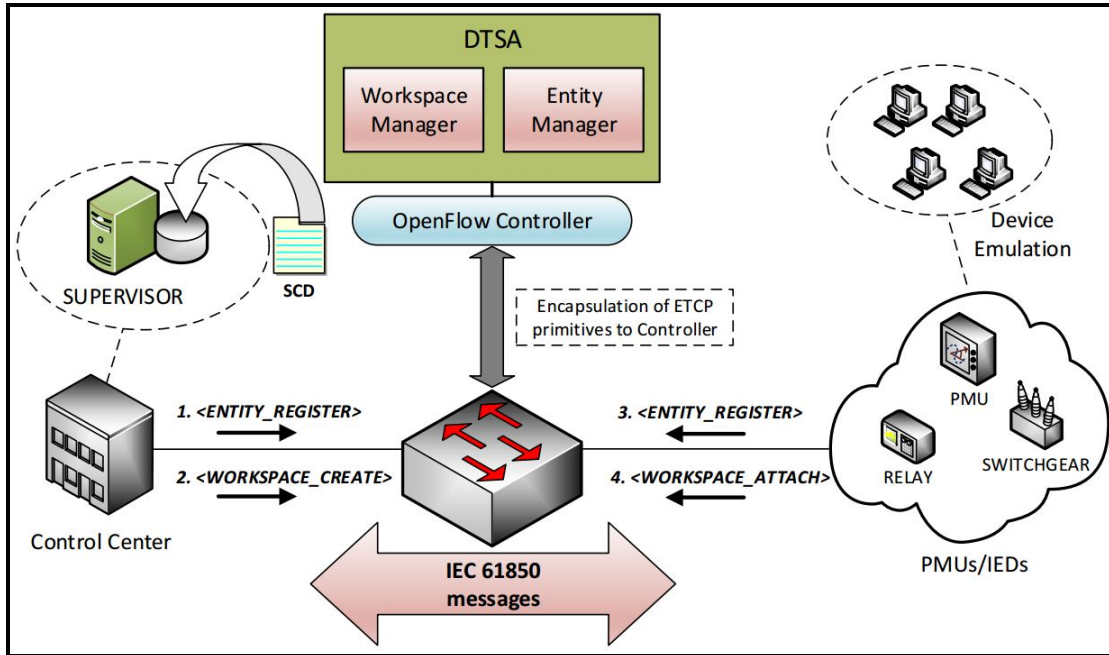 DTSA
Workspace
Manager
Entity
Manager
OpenFlow Controller
Device
Emulation
SUPERVISOR
SCD
Encapsulation of ETCP
primitives to Controller
1. <ENTITY_REGISTER>
2. <WORKSPACE_CREATE>
3. <ENTITY_REGISTER>
4. <WORKSPACE_ATTACH>
PMU
RELAY
SWITCHGEAR
Control Center
PMUs/IEDs
IEC 61850
messages